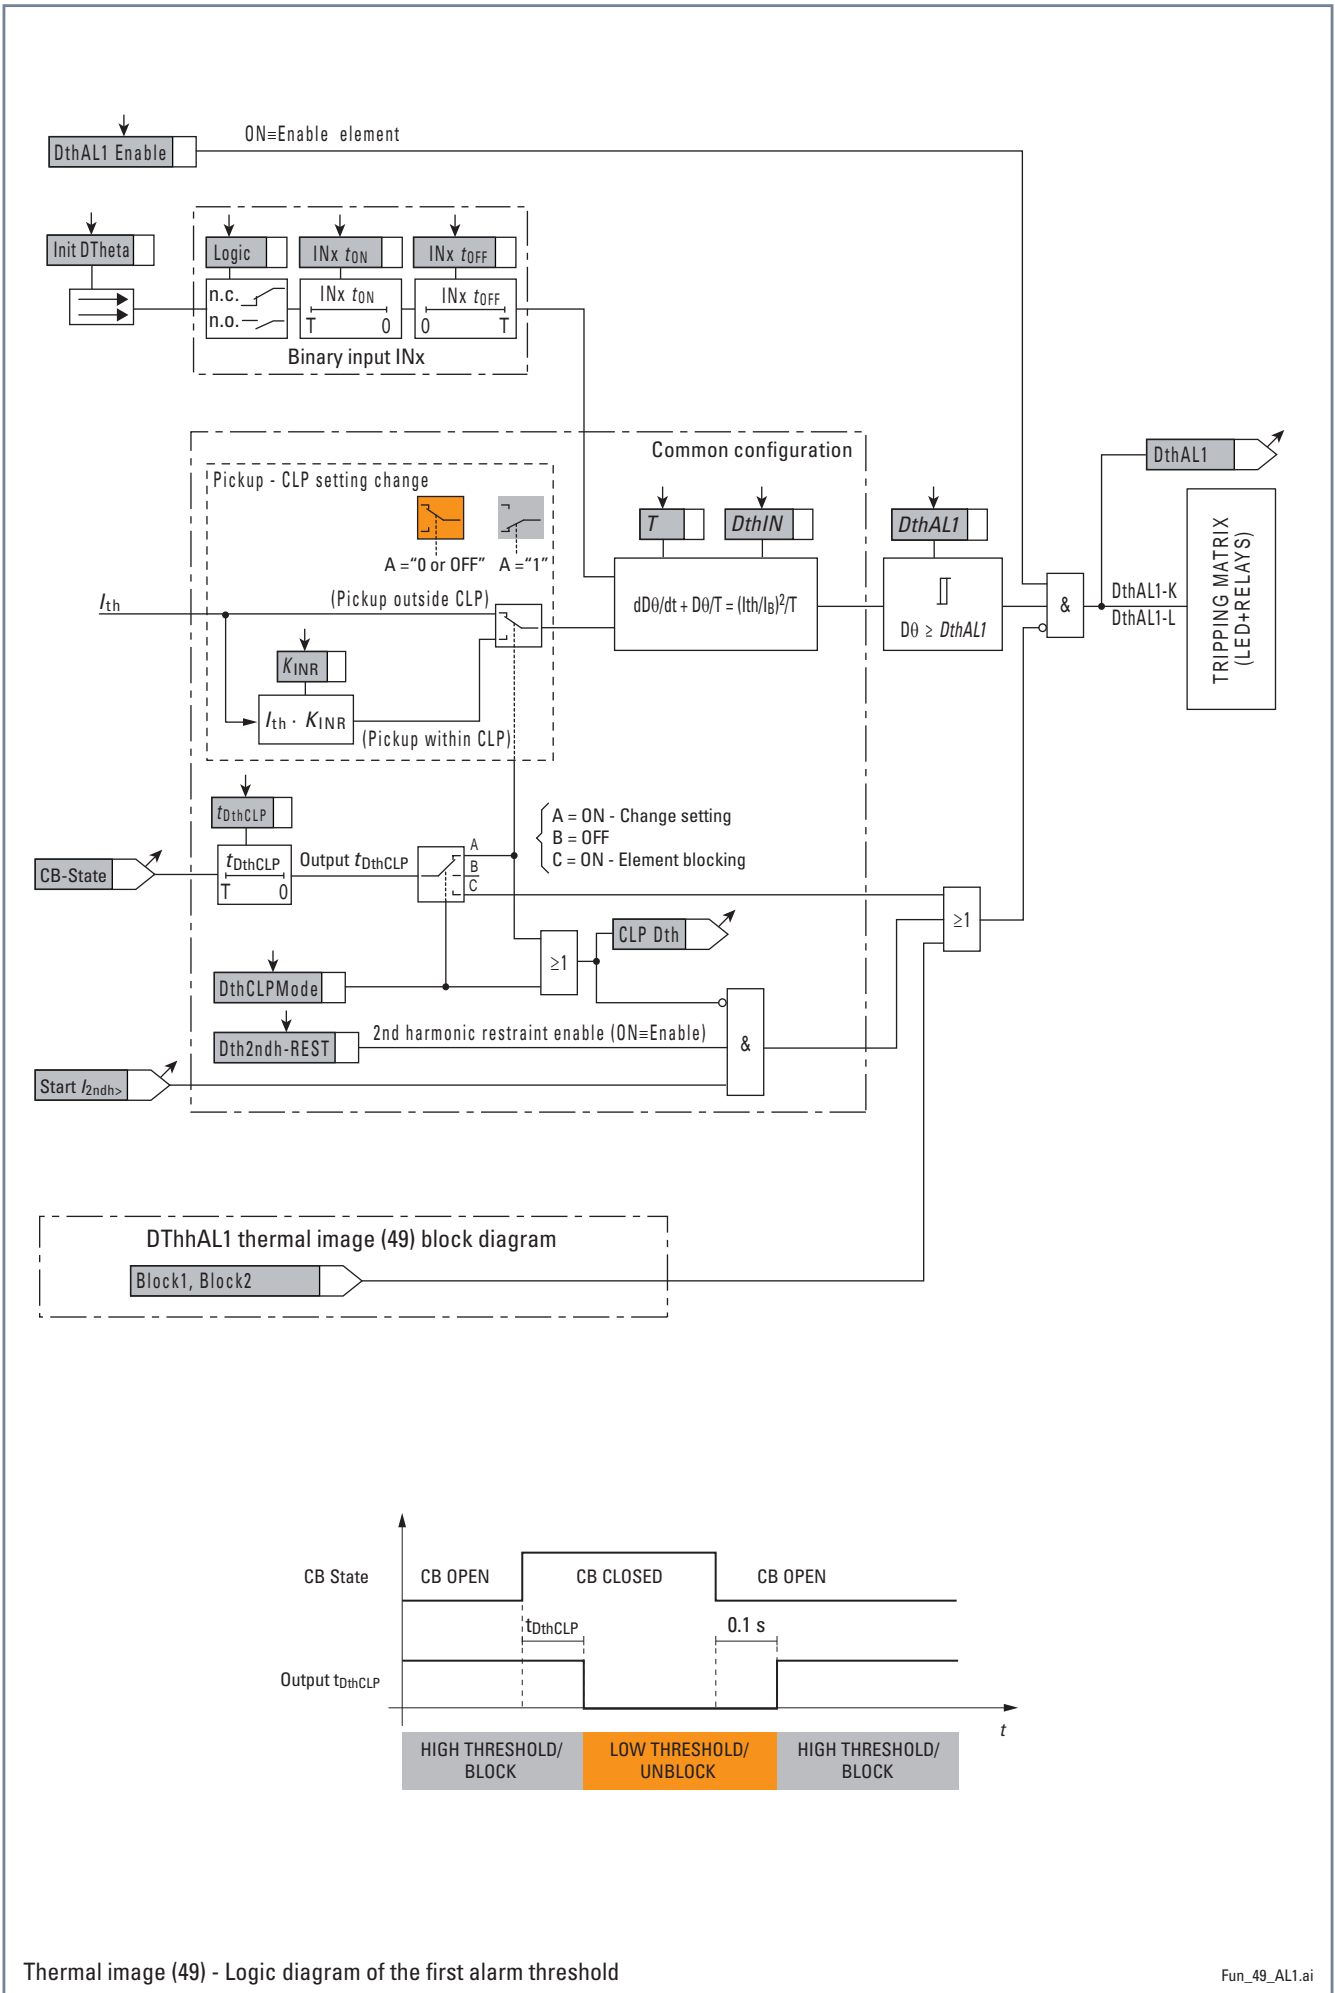 ON≡Enable element
DthAL1 Enable
Init DTheta
Logic
INx tON
INx tOFF
n.c.
n.o.
INx tON
T 0
INx tOFF
0 T
Binary input INx
Common configuration
Pickup - CLP setting change
A ="0 or OFF"
A ="1"
DthAL1
T
DthIN
DthAL1
Ith
(Pickup outside CLP)
dDθ/dt + Dθ/T = (Ith/IB)²/T
Dθ ≥ DthAL1
&
DthAL1-K
DthAL1-L
TRIPPING MATRIX
(LED+RELAYS)
KINR
Ith · KINR
(Pickup within CLP)
tDthCLP
A = ON - Change setting
B = OFF
C = ON - Element blocking
CB-State
tDthCLP
T 0
Output tDthCLP
A
B
C
≥1
CLP Dth
≥1
DthCLPMode
Dth2ndh-REST
2nd harmonic restraint enable (ON≡Enable)
&
Start I2ndh>
DThhAL1 thermal image (49) block diagram
Block1, Block2
CB State
CB OPEN
CB CLOSED
CB OPEN
tDthCLP
0.1 s
Output tDthCLP
t
HIGH THRESHOLD/
BLOCK
LOW THRESHOLD/
UNBLOCK
HIGH THRESHOLD/
BLOCK
Thermal image (49) - Logic diagram of the first alarm threshold
Fun_49_AL1.ai